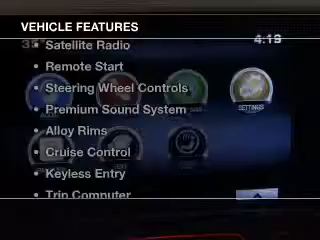 VEHICLE FEATURES
4:19
• Satellite Radio
• Remote Start
• Steering Wheel Controls
• Premium Sound System
SETTINGS
• Alloy Rims
• Cruise Control
• Keyless Entry
• Trip Computer